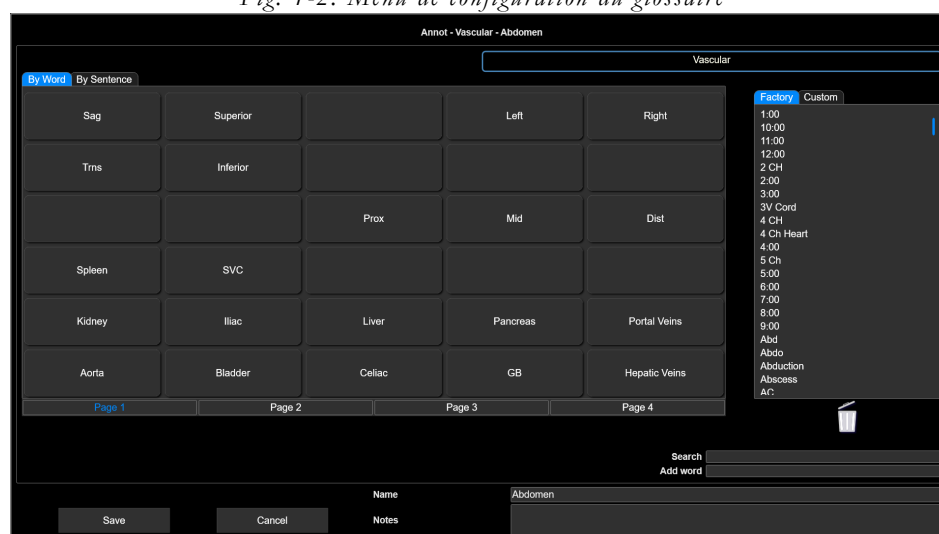 Fig. 7-2: Menu de configuration du glossaire
Annot - Vascular - Abdomen
Vascular
By Word By Sentence
Sag Superior Left Right
Trns Inferior
Prox Mid Dist
Spleen SVC
Kidney Iliac Liver Pancreas Portal Veins
Aorta Bladder Celiac GB Hepatic Veins
Page 1 Page 2 Page 3 Page 4
Factory Custom
1:00
10:00
11:00
12:00
2 CH
2:00
3:00
3V Cord
4 CH
4 Ch Heart
4:00
5 Ch
5:00
6:00
7:00
8:00
9:00
Abd
Abdo
Abduction
Abscess
AC
Search
Add word
Name Abdomen
Save Cancel Notes